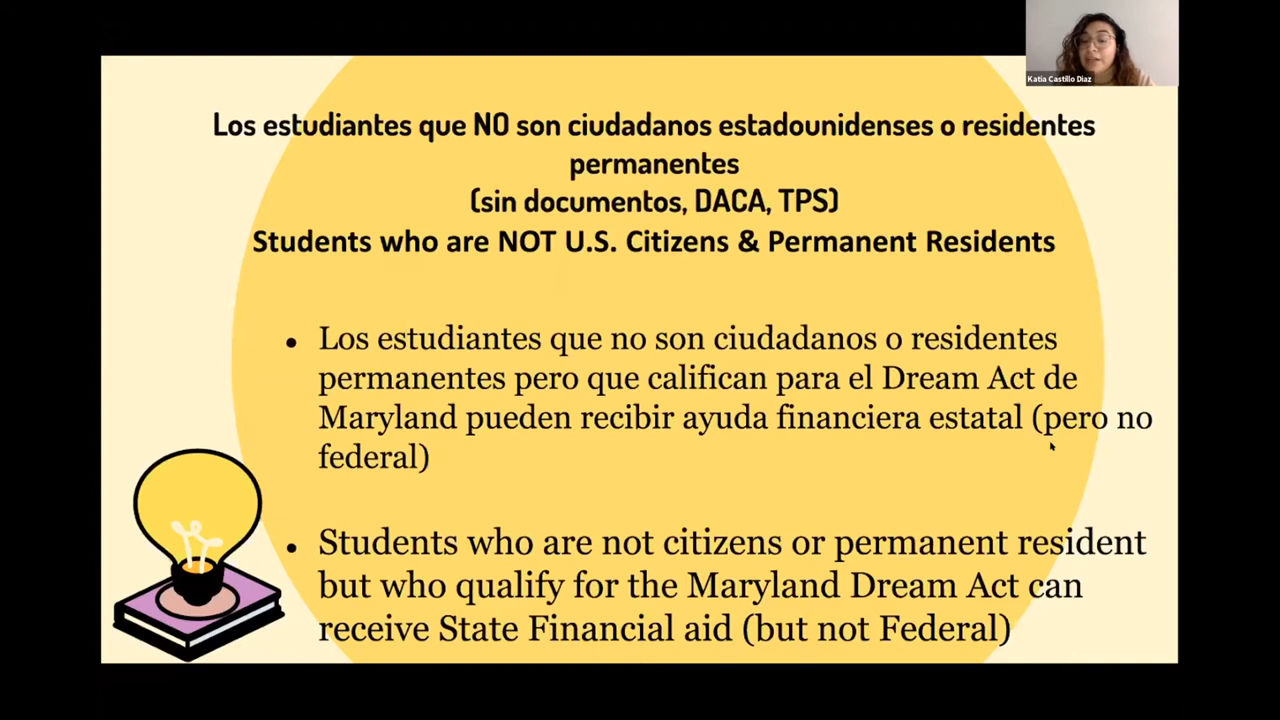 Katia Castillo Diaz
Los estudiantes que NO son ciudadanos estadounidenses o residentes
permanentes
(sin documentos, DACA, TPS)
Students who are NOT U.S. Citizens & Permanent Residents
• Los estudiantes que no son ciudadanos o residentes
permanentes pero que califican para el Dream Act de
Maryland pueden recibir ayuda financiera estatal (pero no
federal)
• Students who are not citizens or permanent resident
but who qualify for the Maryland Dream Act can
receive State Financial aid (but not Federal)